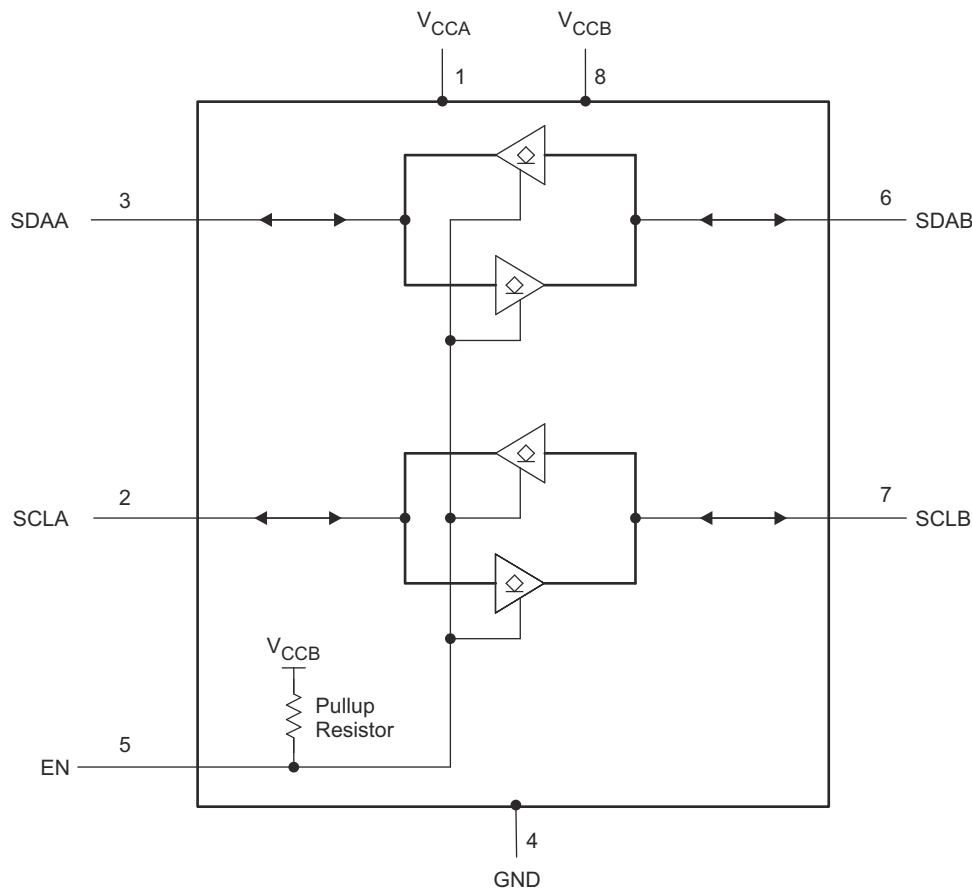 VCCA VCCB
1 8
SDAA 3 6 SDAB
SCLA 2 7 SCLB
VCCB
Pullup
Resistor
EN 5
4
GND